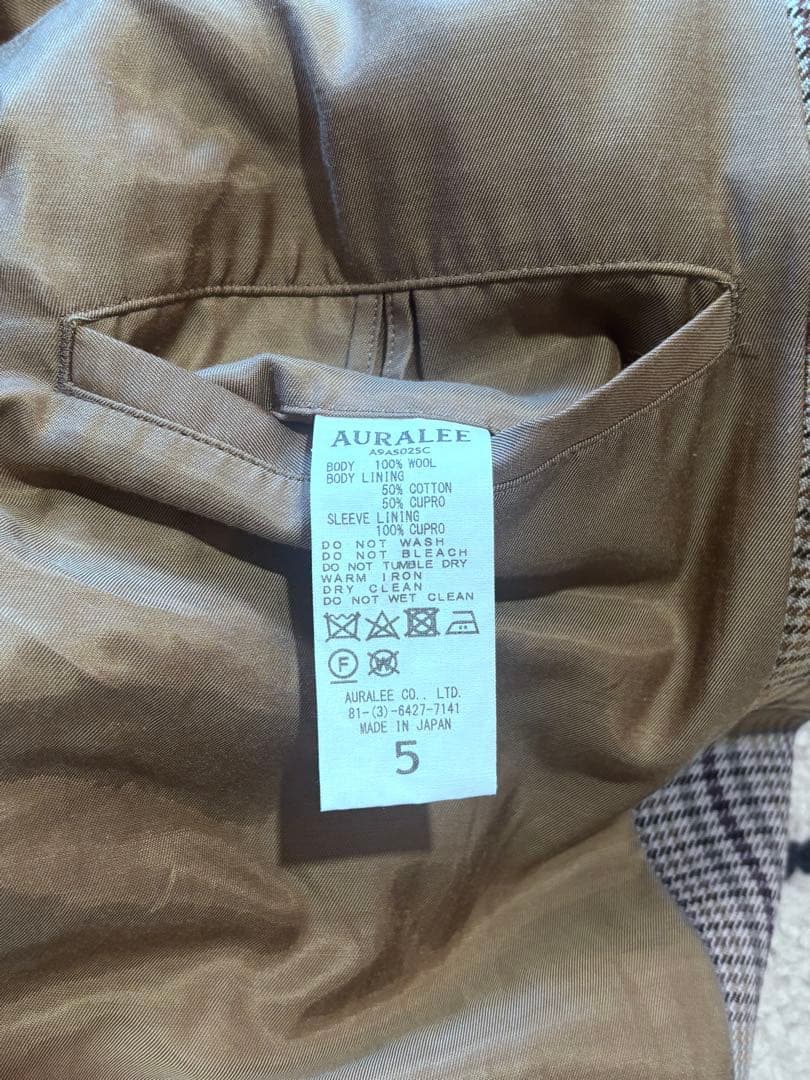 AURALEE
A9AS02SC
BODY 100% WOOL
BODY LINING
50% COTTON
50% CUPRO
SLEEVE LINING
100% CUPRO
DO NOT WASH
DO NOT BLEACH
DO NOT TUMBLE DRY
WARM IRON
DRY CLEAN
DO NOT WET CLEAN
F W
AURALEE CO., LTD.
81-(3)-6427-7141
MADE IN JAPAN
5